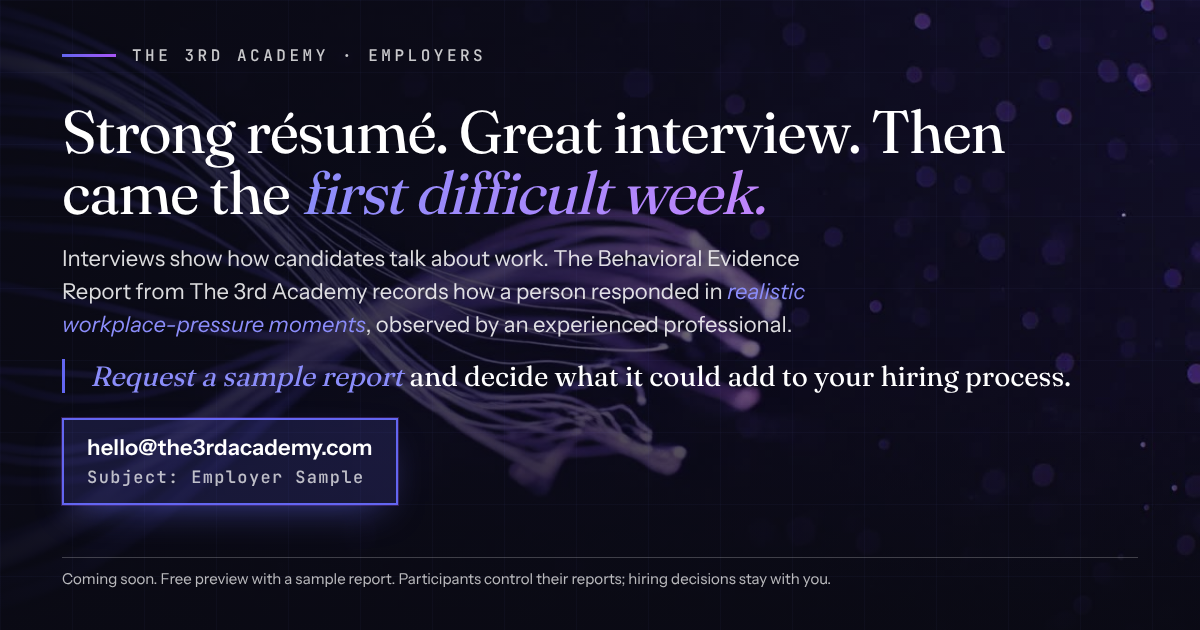 THE 3RD ACADEMY · EMPLOYERS
Strong résumé. Great interview. Then
came the first difficult week.
Interviews show how candidates talk about work. The Behavioral Evidence
Report from The 3rd Academy records how a person responded in realistic
workplace-pressure moments, observed by an experienced professional.
Request a sample report and decide what it could add to your hiring process.
hello@the3rdacademy.com
Subject: Employer Sample
Coming soon. Free preview with a sample report. Participants control their reports; hiring decisions stay with you.